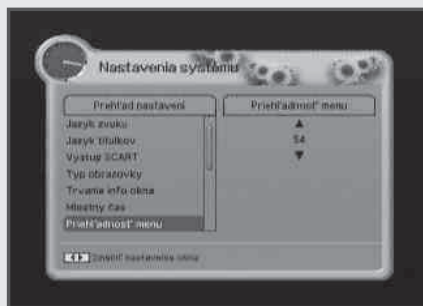 Nastavenia systému
Prehľad nastavení
Priehľadnosť menu
Jazyk zvuku
54
Jazyk titulkov
Výstup SCART
Typ obrazovky
Trvanie info okna
Miestny čas
Priehľadnosť menu
Zmeniť nastavenia okna